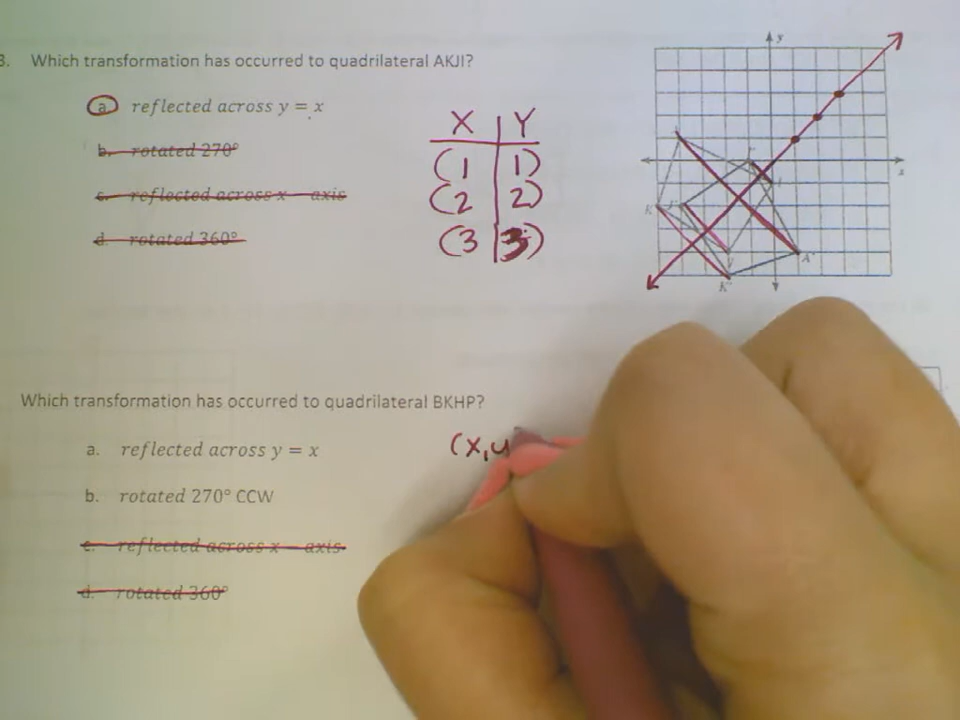 3. Which transformation has occurred to quadrilateral AKJI?
a. reflected across y = x
b. rotated 270°
c. reflected across x – axis
d. rotated 360°
X Y
(1 1)
(2 2)
(3 3)
y
x
K
J'
A'
K'
Which transformation has occurred to quadrilateral BKHP?
a. reflected across y = x
b. rotated 270° CCW
c. reflected across x – axis
d. rotated 360°
(x,y